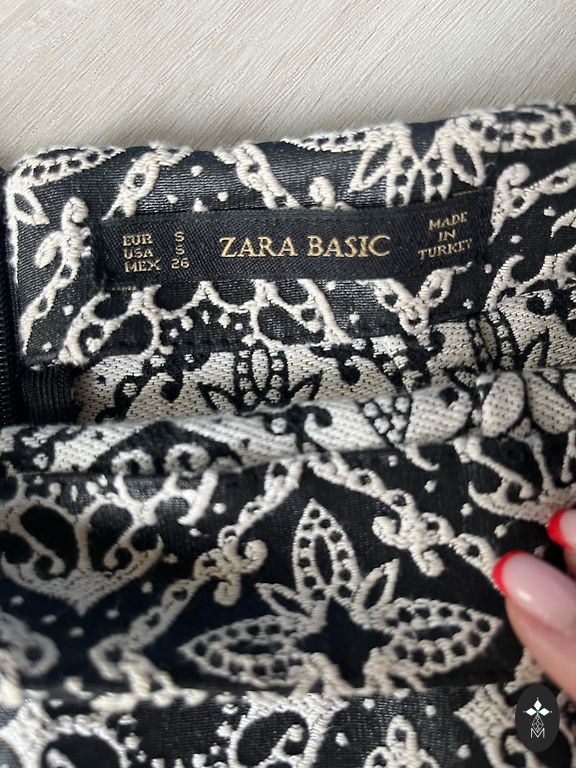 EUR S
USA S
MEX 26
ZARA BASIC
MADE
IN
TURKEY
M